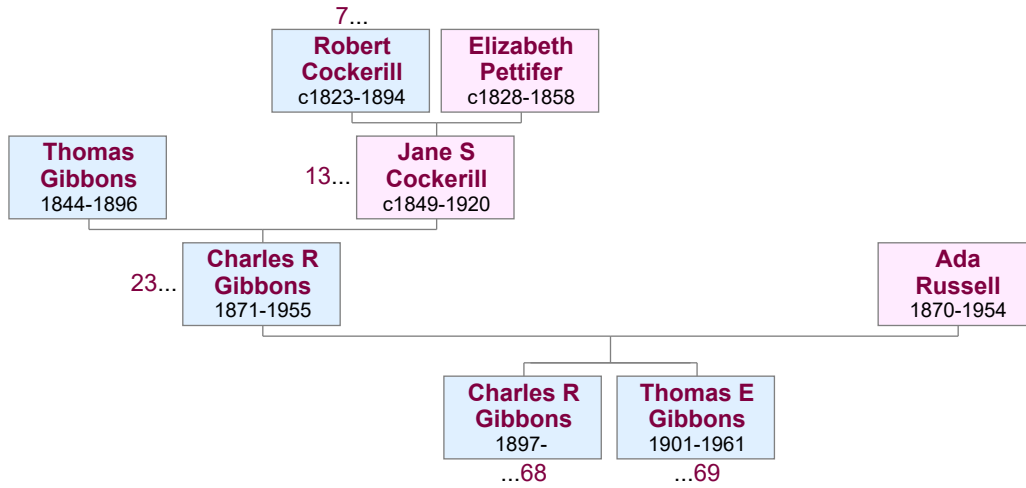 7...
Robert
Cockerill
c1823-1894
Elizabeth
Pettifer
c1828-1858
Thomas
Gibbons
1844-1896
13...
Jane S
Cockerill
c1849-1920
23...
Charles R
Gibbons
1871-1955
Ada
Russell
1870-1954
Charles R
Gibbons
1897-
Thomas E
Gibbons
1901-1961
...68
...69